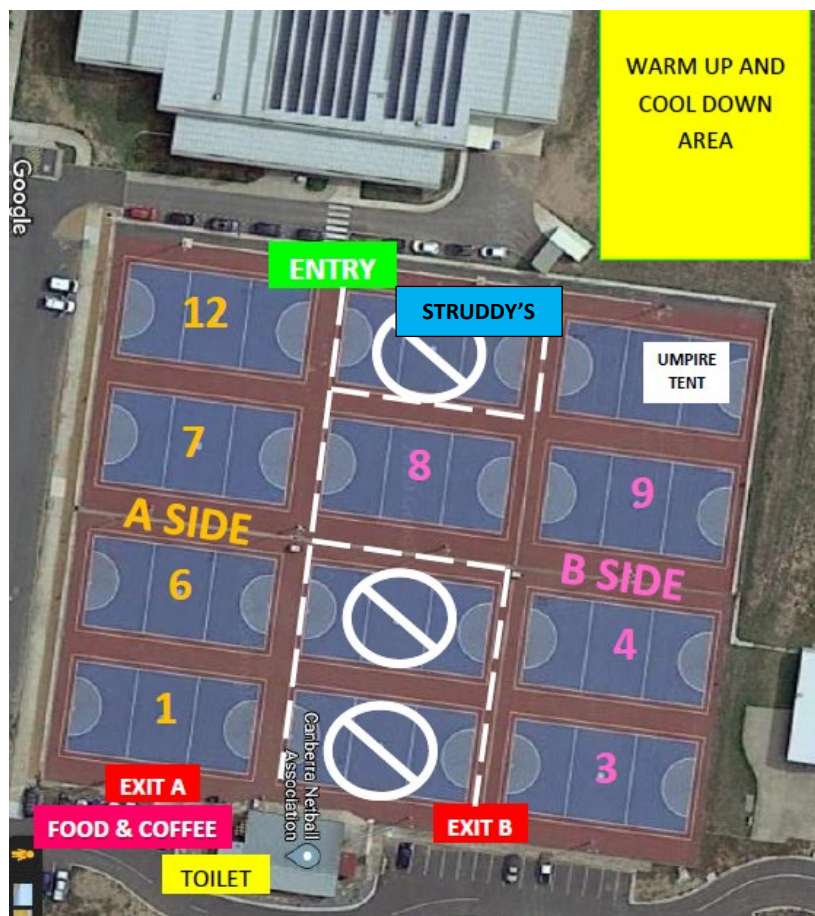 WARM UP AND
COOL DOWN
AREA
Google
ENTRY
STRUDDY'S
12
UMPIRE
TENT
7
8
9
A SIDE
B SIDE
6
4
1
3
Canberra Netball
Association
EXIT A
FOOD & COFFEE
EXIT B
TOILET